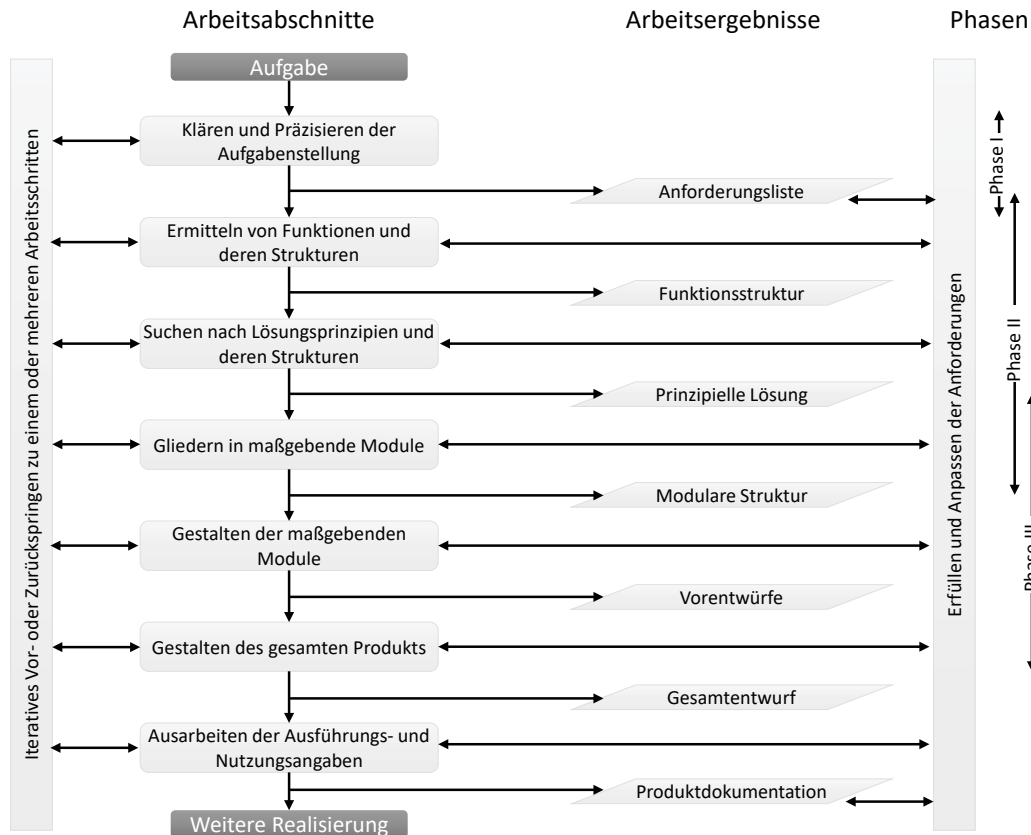 Arbeitsabschnitte
Arbeitsergebnisse
Phasen
Aufgabe
Klären und Präzisieren der
Aufgabenstellung
Anforderungsliste
Ermitteln von Funktionen und
deren Strukturen
Funktionsstruktur
Suchen nach Lösungsprinzipien und
deren Strukturen
Prinzipielle Lösung
Gliedern in maßgebende Module
Modulare Struktur
Gestalten der maßgebenden
Module
Vorentwürfe
Gestalten des gesamten Produkts
Gesamtentwurf
Ausarbeiten der Ausführungs- und
Nutzungsangaben
Produktdokumentation
Weitere Realisierung
Iteratives Vor- oder Zurückspringen zu einem oder mehreren Arbeitsschritten
Erfüllen und Anpassen der Anforderungen
Phase I
Phase II
Phase III